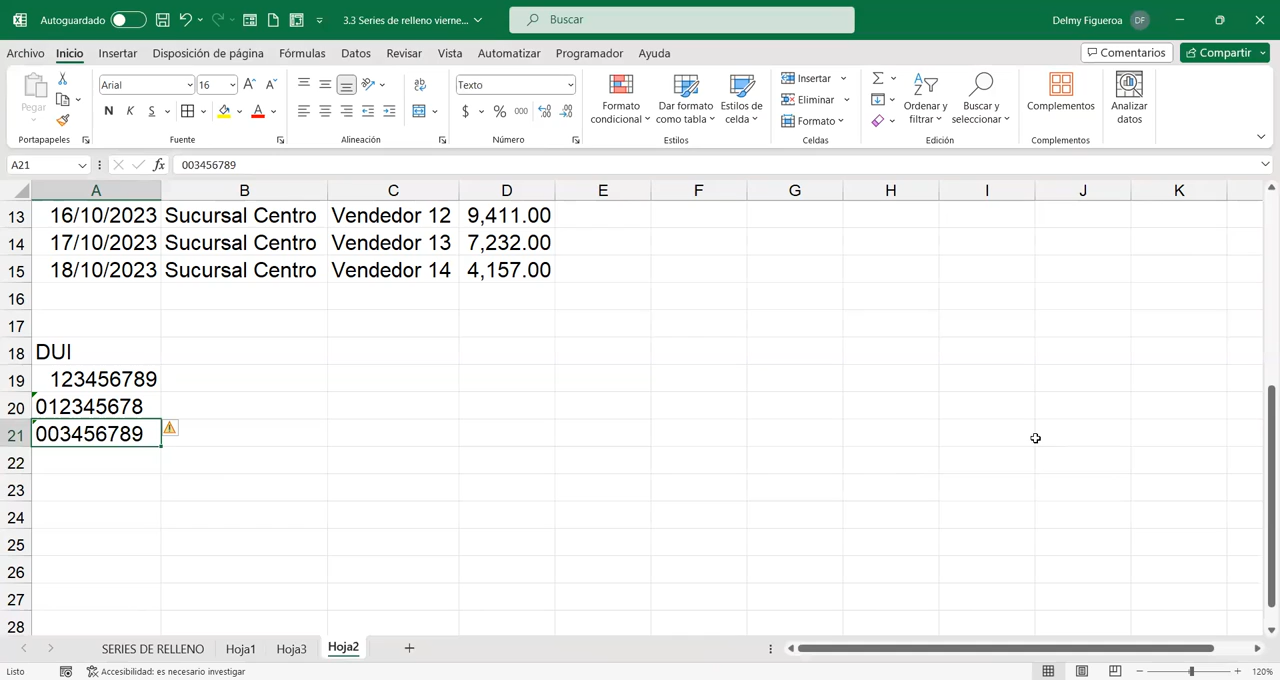 Autoguardado
3.3 Series de relleno vierne...
Buscar
Delmy Figueroa
DF
Archivo Inicio Insertar Disposición de página Fórmulas Datos Revisar Vista Automatizar Programador Ayuda
Comentarios
Compartir
Pegar
Arial 16
N K S
Texto
$ % 000
Formato condicional
Dar formato como tabla
Estilos de celda
Insertar
Eliminar
Formato
Ordenar y filtrar
Buscar y seleccionar
Complementos
Analizar datos
Portapapeles Fuente Alineación Número Estilos Celdas Edición Complementos
A21 fx 003456789
A B C D E F G H I J K
13 16/10/2023 Sucursal Centro Vendedor 12 9,411.00
14 17/10/2023 Sucursal Centro Vendedor 13 7,232.00
15 18/10/2023 Sucursal Centro Vendedor 14 4,157.00
16
17
18 DUI
19 123456789
20 012345678
21 003456789
22
23
24
25
26
27
28
SERIES DE RELLENO Hoja1 Hoja3 Hoja2
Listo Accesibilidad: es necesario investigar 120%